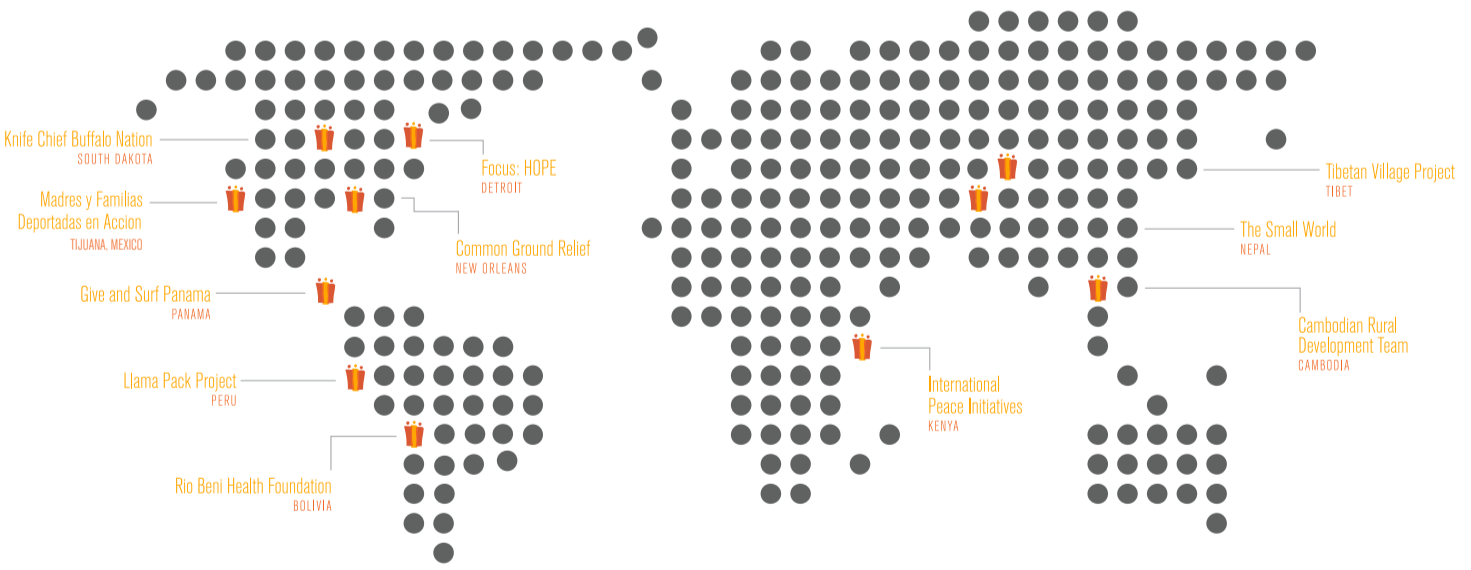 Knife Chief Buffalo Nation
SOUTH DAKOTA
Madres y Familias
Deportadas en Accion
TIJUANA, MEXICO
Give and Surf Panama
PANAMA
Llama Pack Project
PERU
Rio Beni Health Foundation
BOLIVIA
Focus: HOPE
DETROIT
Common Ground Relief
NEW ORLEANS
International
Peace Initiatives
KENYA
Tibetan Village Project
TIBET
The Small World
NEPAL
Cambodian Rural
Development Team
CAMBODIA